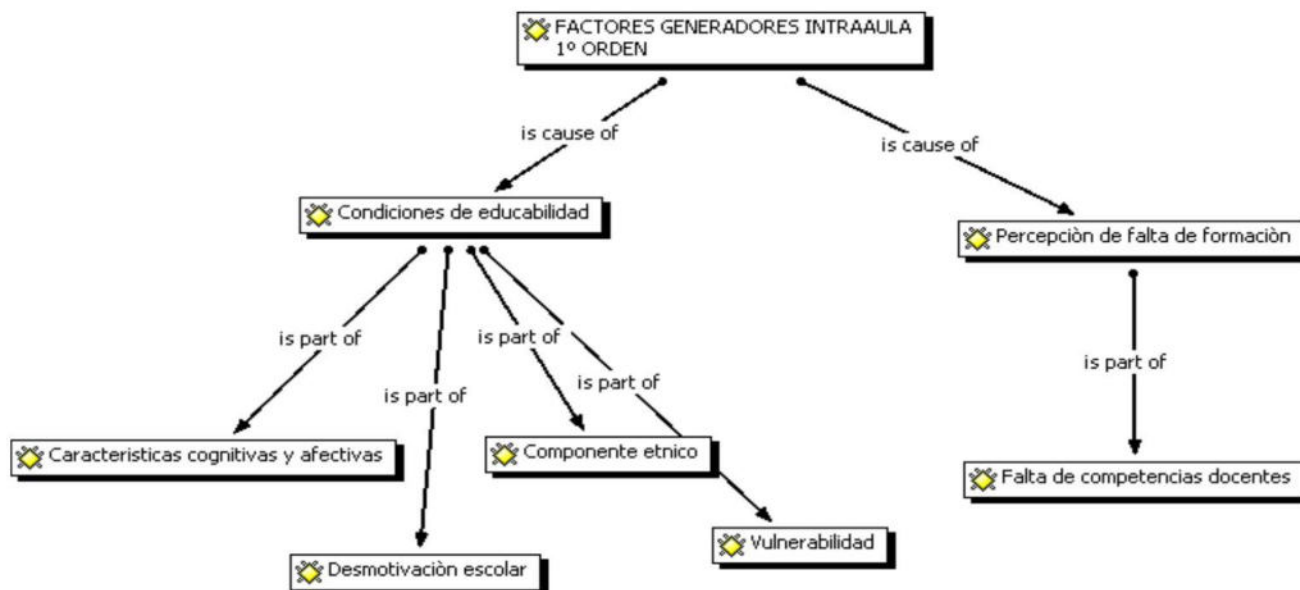 FACTORES GENERADORES INTRAAULA
1º ORDEN
is cause of
is cause of
Condiciones de educabilidad
Percepciòn de falta de formaciòn
is part of
is part of
is part of
is part of
is part of
Caracteristicas cognitivas y afectivas
Componente etnico
Falta de competencias docentes
Vulnerabilidad
Desmotivaciòn escolar